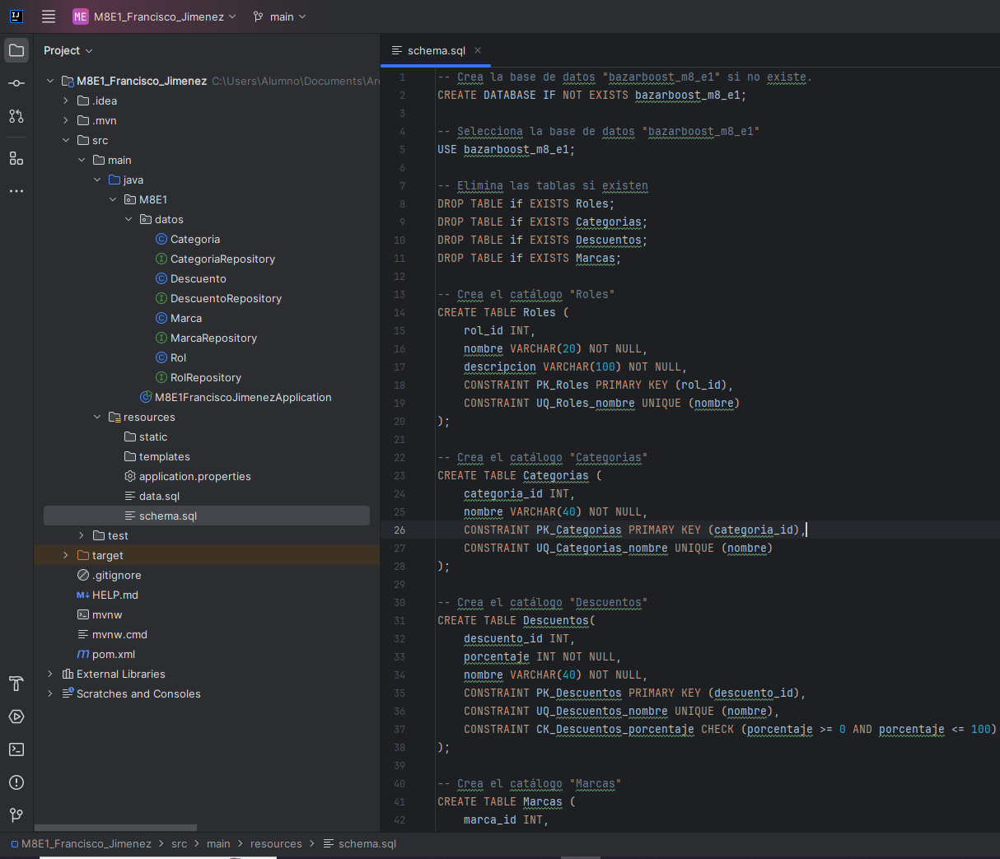 ME M8E1_Francisco_Jimenez main
Project
M8E1_Francisco_Jimenez C:\Users\Alumno\Documents\Ar
.idea
.mvn
src
main
java
M8E1
datos
Categoria
CategoriaRepository
Descuento
DescuentoRepository
Marca
MarcaRepository
Rol
RolRepository
M8E1FranciscoJimenezApplication
resources
static
templates
application.properties
data.sql
schema.sql
test
target
.gitignore
HELP.md
mvnw
mvnw.cmd
pom.xml
External Libraries
Scratches and Consoles
schema.sql
1 -- Crea la base de datos "bazarboost_m8_e1" si no existe.
2 CREATE DATABASE IF NOT EXISTS bazarboost_m8_e1;
3
4 -- Selecciona la base de datos "bazarboost_m8_e1"
5 USE bazarboost_m8_e1;
6
7 -- Elimina las tablas si existen
8 DROP TABLE if EXISTS Roles;
9 DROP TABLE if EXISTS Categorias;
10 DROP TABLE if EXISTS Descuentos;
11 DROP TABLE if EXISTS Marcas;
12
13 -- Crea el catálogo "Roles"
14 CREATE TABLE Roles (
15 rol_id INT,
16 nombre VARCHAR(20) NOT NULL,
17 descripcion VARCHAR(100) NOT NULL,
18 CONSTRAINT PK_Roles PRIMARY KEY (rol_id),
19 CONSTRAINT UQ_Roles_nombre UNIQUE (nombre)
20 );
21
22 -- Crea el catálogo "Categorias"
23 CREATE TABLE Categorias (
24 categoria_id INT,
25 nombre VARCHAR(40) NOT NULL,
26 CONSTRAINT PK_Categorias PRIMARY KEY (categoria_id),
27 CONSTRAINT UQ_Categorias_nombre UNIQUE (nombre)
28 );
29
30 -- Crea el catálogo "Descuentos"
31 CREATE TABLE Descuentos(
32 descuento_id INT,
33 porcentaje INT NOT NULL,
34 nombre VARCHAR(40) NOT NULL,
35 CONSTRAINT PK_Descuentos PRIMARY KEY (descuento_id),
36 CONSTRAINT UQ_Descuentos_nombre UNIQUE (nombre),
37 CONSTRAINT CK_Descuentos_porcentaje CHECK (porcentaje >= 0 AND porcentaje <= 100)
38 );
39
40 -- Crea el catálogo "Marcas"
41 CREATE TABLE Marcas (
42 marca_id INT,
M8E1_Francisco_Jimenez > src > main > resources > schema.sql